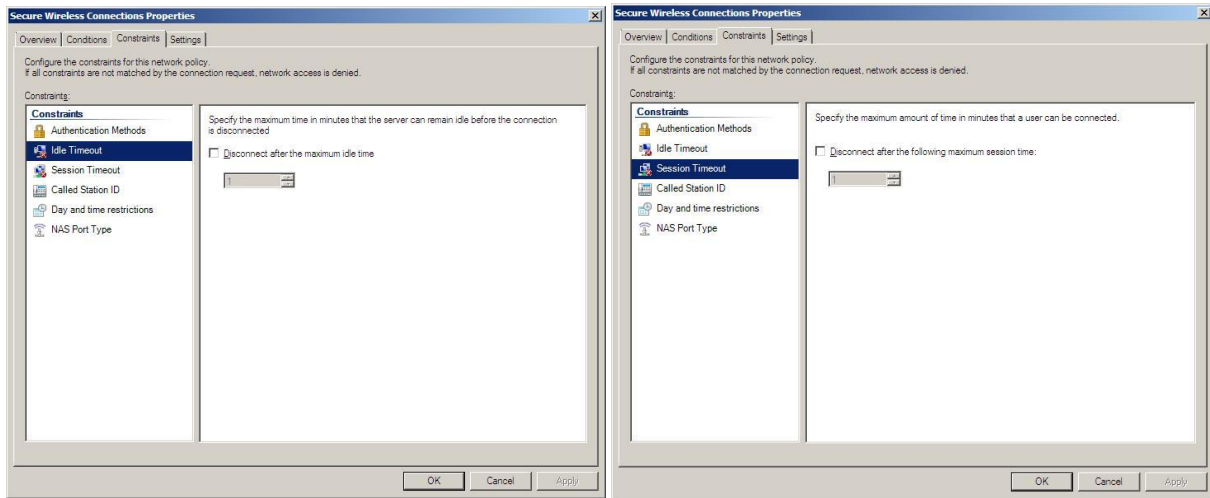 Secure Wireless Connections Properties
Overview
Conditions
Constraints
Settings
Configure the constraints for this network policy.
If all constraints are not matched by the connection request, network access is denied.
Constraints:
Constraints
Authentication Methods
Idle Timeout
Session Timeout
Called Station ID
Day and time restrictions
NAS Port Type
Specify the maximum time in minutes that the server can remain idle before the connection
is disconnected
Disconnect after the maximum idle time
1
OK
Cancel
Apply
Secure Wireless Connections Properties
Overview
Conditions
Constraints
Settings
Configure the constraints for this network policy.
If all constraints are not matched by the connection request, network access is denied.
Constraints:
Constraints
Authentication Methods
Idle Timeout
Session Timeout
Called Station ID
Day and time restrictions
NAS Port Type
Specify the maximum amount of time in minutes that a user can be connected.
Disconnect after the following maximum session time:
1
OK
Cancel
Apply